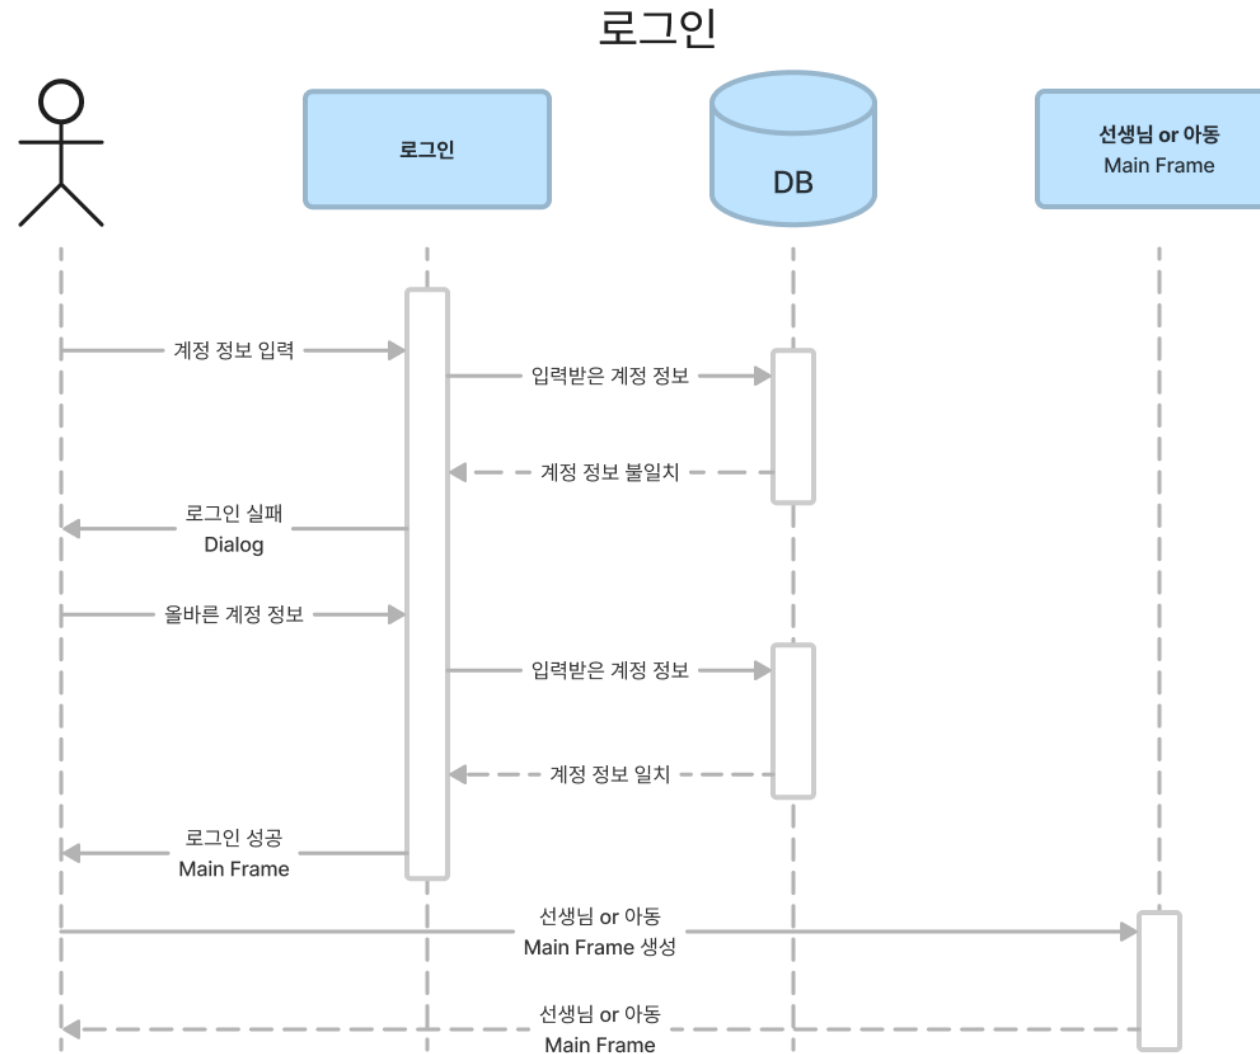 로그인
로그인
DB
선생님 or 아동
Main Frame
계정 정보 입력
입력받은 계정 정보
계정 정보 불일치
로그인 실패
Dialog
올바른 계정 정보
입력받은 계정 정보
계정 정보 일치
로그인 성공
Main Frame
선생님 or 아동
Main Frame 생성
선생님 or 아동
Main Frame